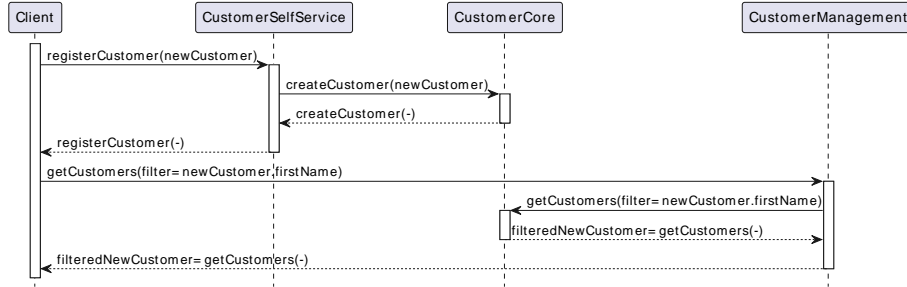 Client CustomerSelfService CustomerCore CustomerManagement
registerCustomer(newCustomer)
createCustomer(newCustomer)
createCustomer(-)
registerCustomer(-)
getCustomers(filter=newCustomer.firstName)
getCustomers(filter=newCustomer.firstName)
filteredNewCustomer=getCustomers(-)
filteredNewCustomer=getCustomers(-)